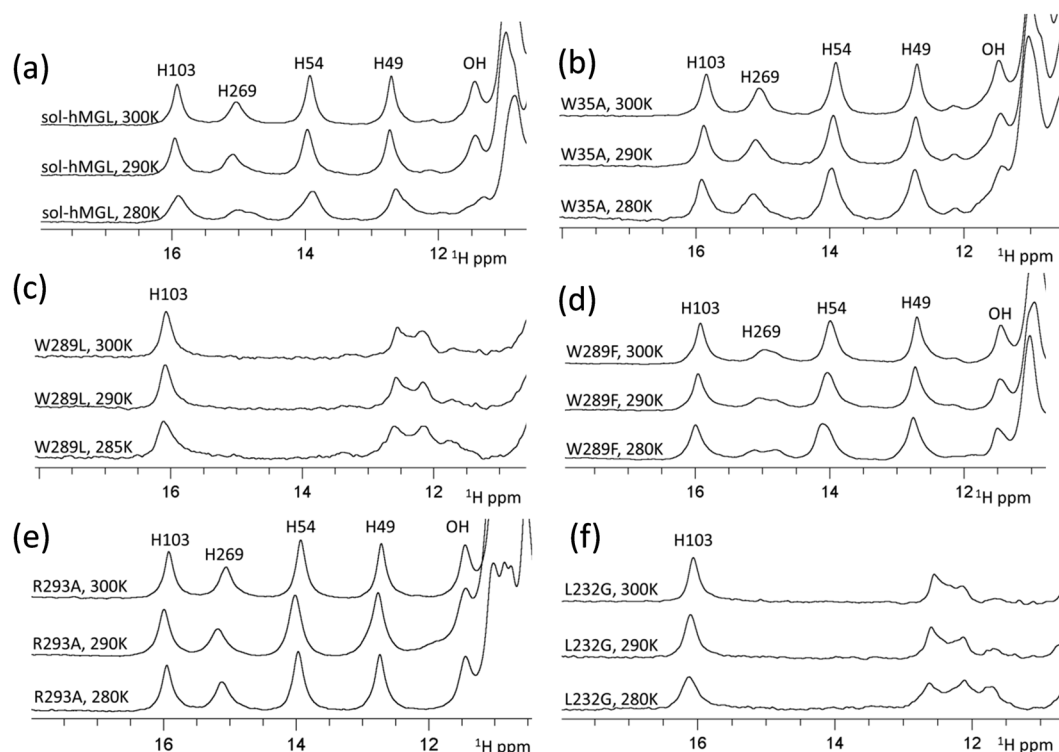 (a)
H103 H269 H54 H49 OH
sol-hMGL, 300K
sol-hMGL, 290K
sol-hMGL, 280K
16 14 12 ¹H ppm
(b)
H103 H269 H54 H49 OH
W35A, 300K
W35A, 290K
W35A, 280K
16 14 12 ¹H ppm
(c)
H103
W289L, 300K
W289L, 290K
W289L, 285K
16 14 12 ¹H ppm
(d)
H103 H269 H54 H49 OH
W289F, 300K
W289F, 290K
W289F, 280K
16 14 12 ¹H ppm
(e)
H103 H269 H54 H49 OH
R293A, 300K
R293A, 290K
R293A, 280K
16 14 12 ¹H ppm
(f)
H103
L232G, 300K
L232G, 290K
L232G, 280K
16 14 12 ¹H ppm